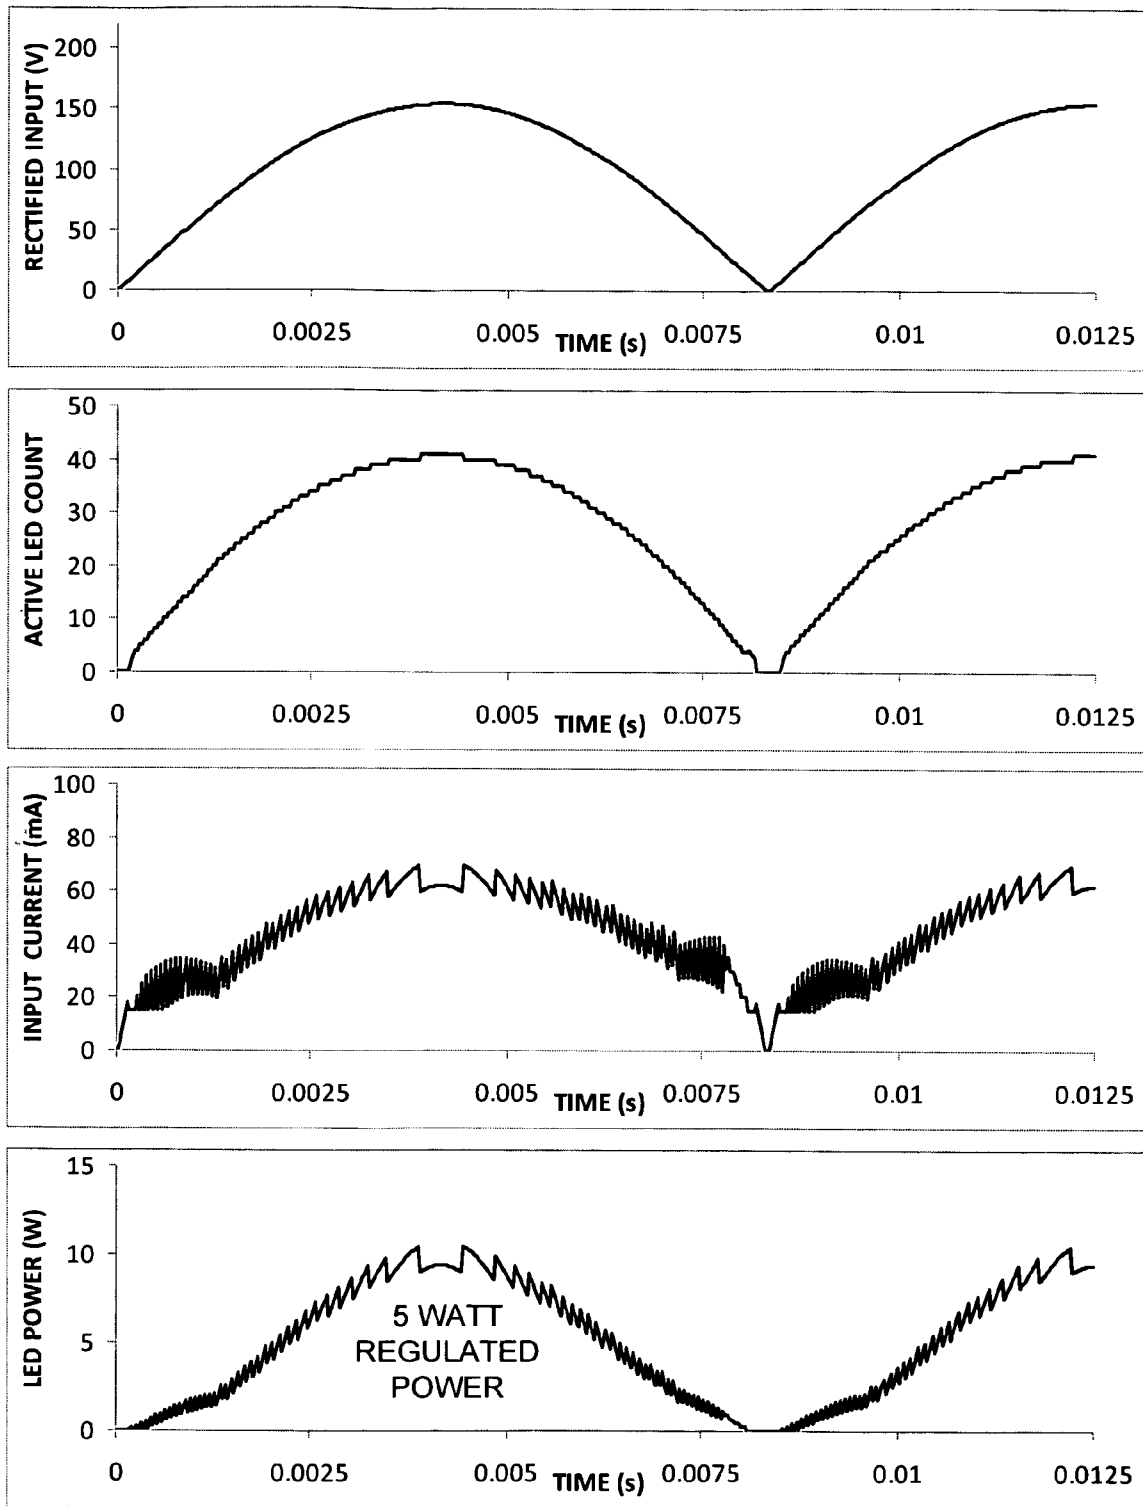 RECTIFIED INPUT (V)
200
150
100
50
0
0 0.0025 0.005 0.0075 0.01 0.0125
TIME (s)
ACTIVE LED COUNT
50
40
30
20
10
0
0 0.0025 0.005 0.0075 0.01 0.0125
TIME (s)
INPUT CURRENT (mA)
100
80
60
40
20
0
0 0.0025 0.005 0.0075 0.01 0.0125
TIME (s)
LED POWER (W)
15
10
5
0
5 WATT
REGULATED
POWER
0 0.0025 0.005 0.0075 0.01 0.0125
TIME (s)